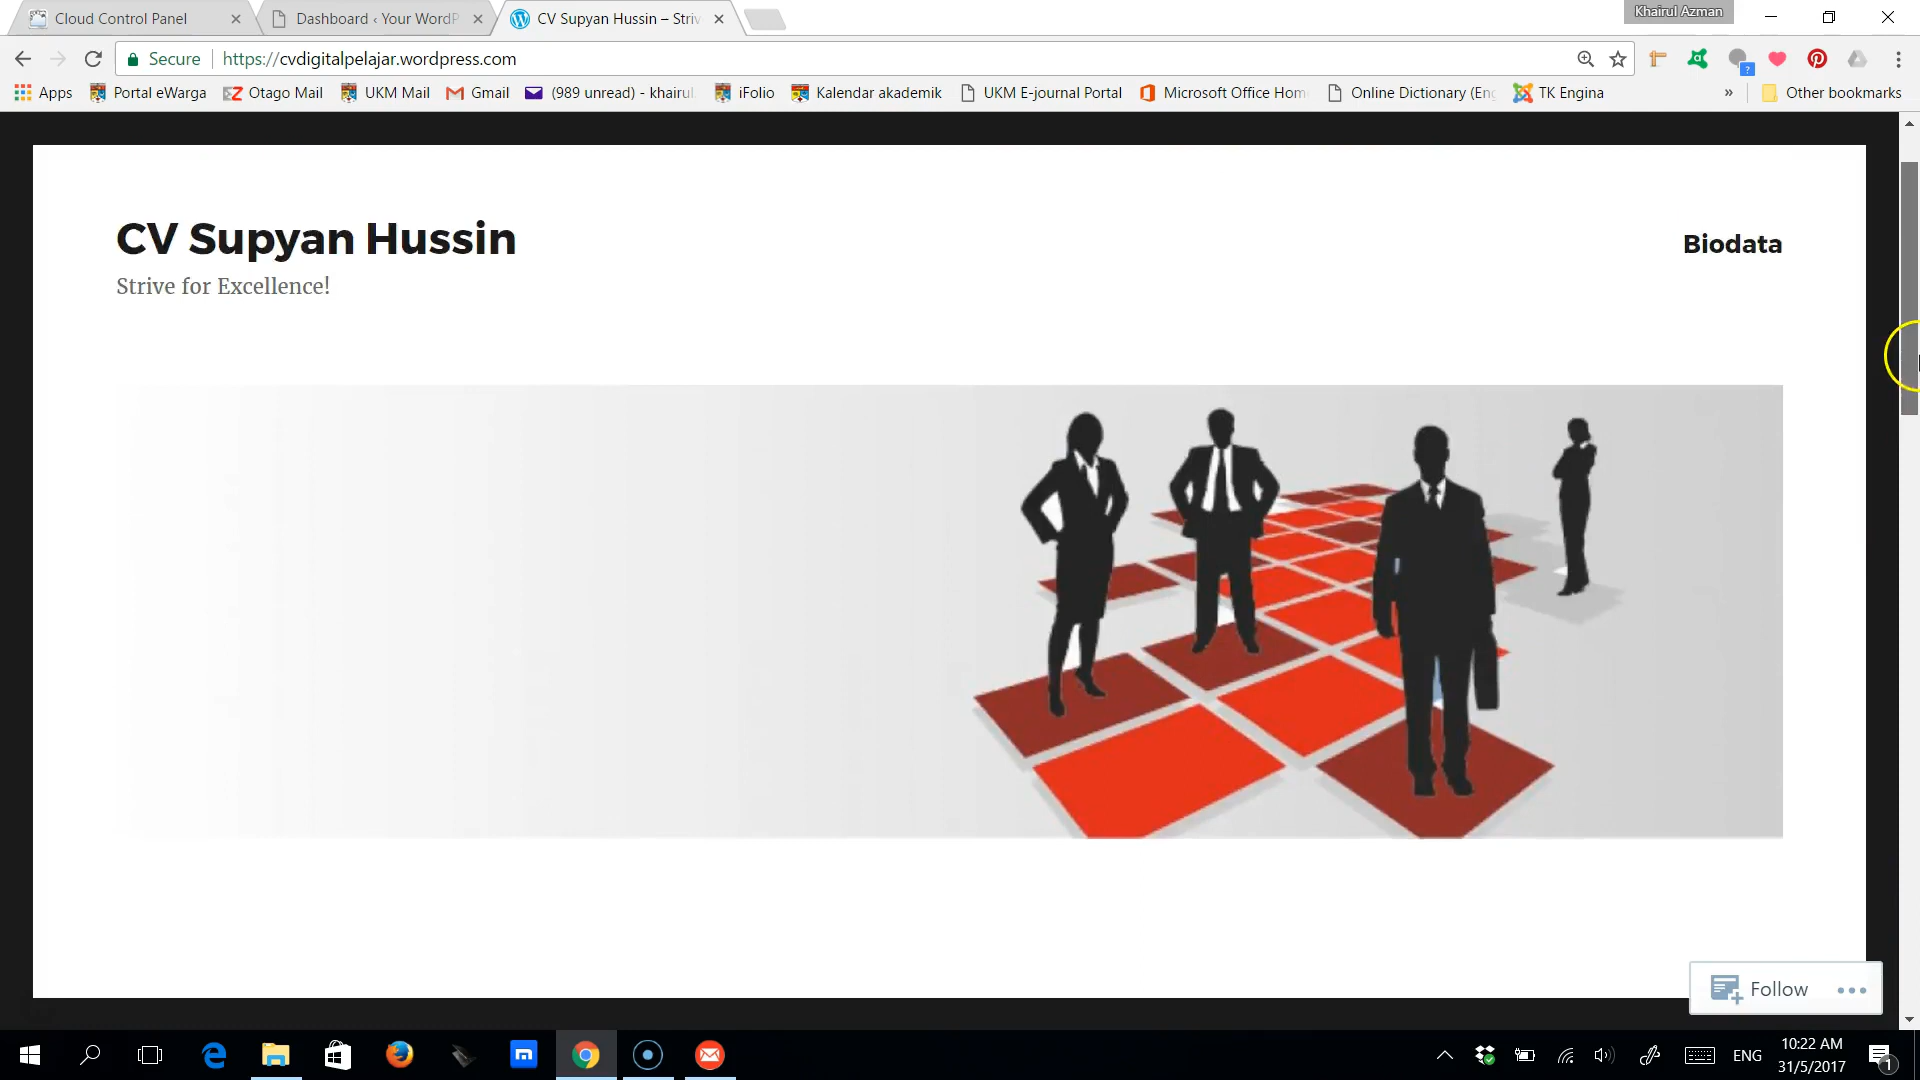 Cloud Control Panel
Dashboard ‹ Your WordP
CV Supyan Hussin – Striv
Khairul Azman
Secure
https://cvdigitalpelajar.wordpress.com
Apps
Portal eWarga
Otago Mail
UKM Mail
Gmail
(989 unread) - khairul
iFolio
Kalendar akademik
UKM E-journal Portal
Microsoft Office Hom
Online Dictionary (Eng
TK Engina
»
Other bookmarks
CV Supyan Hussin
Biodata
Strive for Excellence!
Follow
ENG
10:22 AM
31/5/2017
1